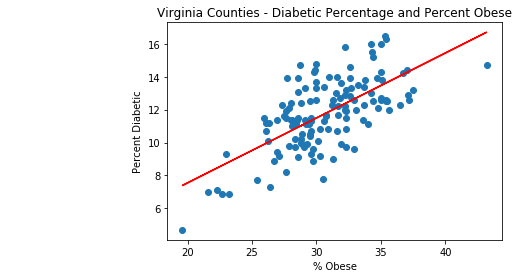 Virginia Counties - Diabetic Percentage and Percent Obese
16
14
12
10
8
6
Percent Diabetic
20 25 30 35 40
% Obese